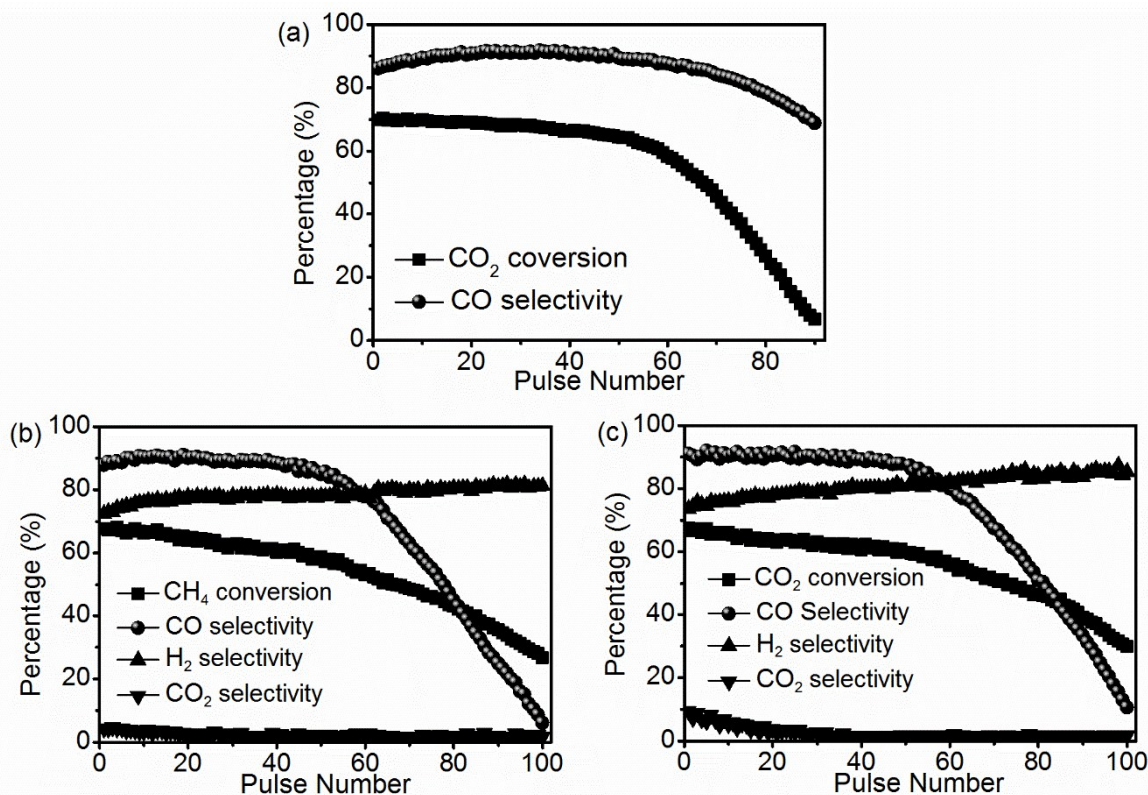 (a)
100
80
60
40
20
0
Percentage (%)
CO₂ coversion
CO selectivity
0 20 40 60 80
Pulse Number
(b)
100
80
60
40
20
0
Percentage (%)
CH₄ conversion
CO selectivity
H₂ selectivity
CO₂ selectivity
0 20 40 60 80 100
Pulse Number
(c)
100
80
60
40
20
0
Percentage (%)
CO₂ conversion
CO Selectivity
H₂ selectivity
CO₂ selectivity
0 20 40 60 80 100
Pulse Number